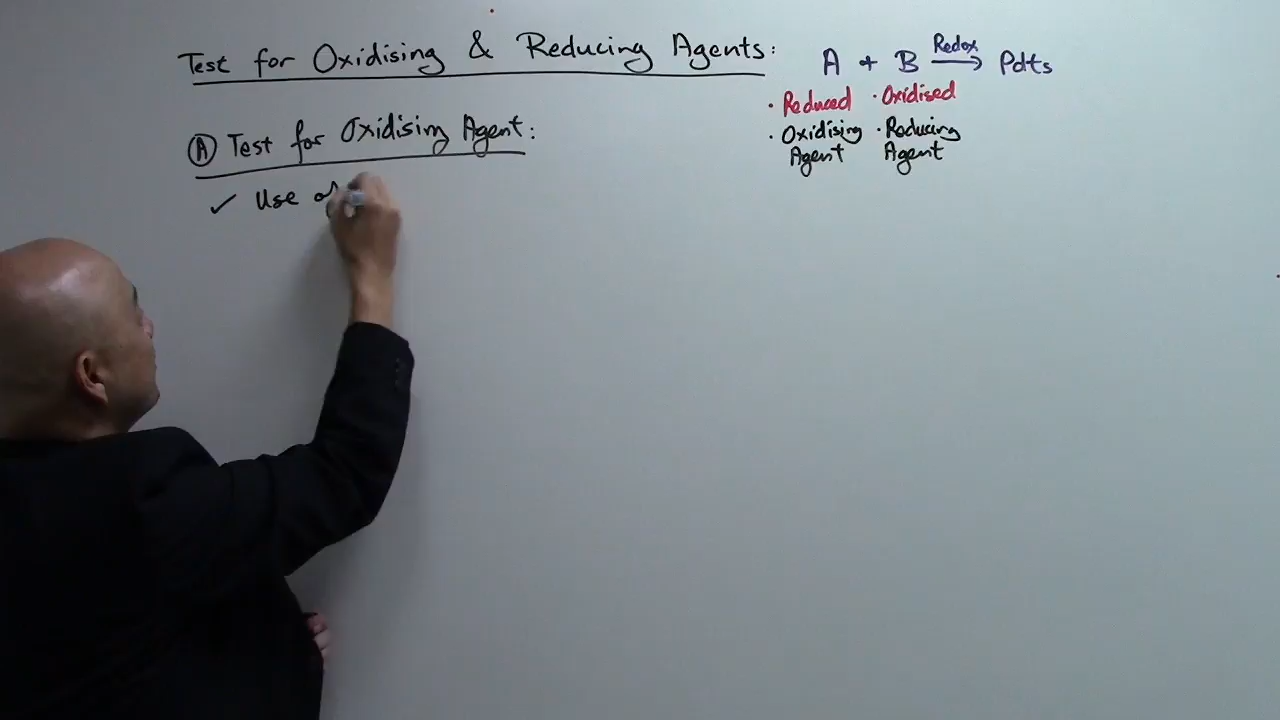 Test for Oxidising & Reducing Agents:
A + B Redox → Pdts
• Reduced • Oxidised
• Oxidising Agent • Reducing Agent
Ⓐ Test for Oxidising Agent:
✓ Use